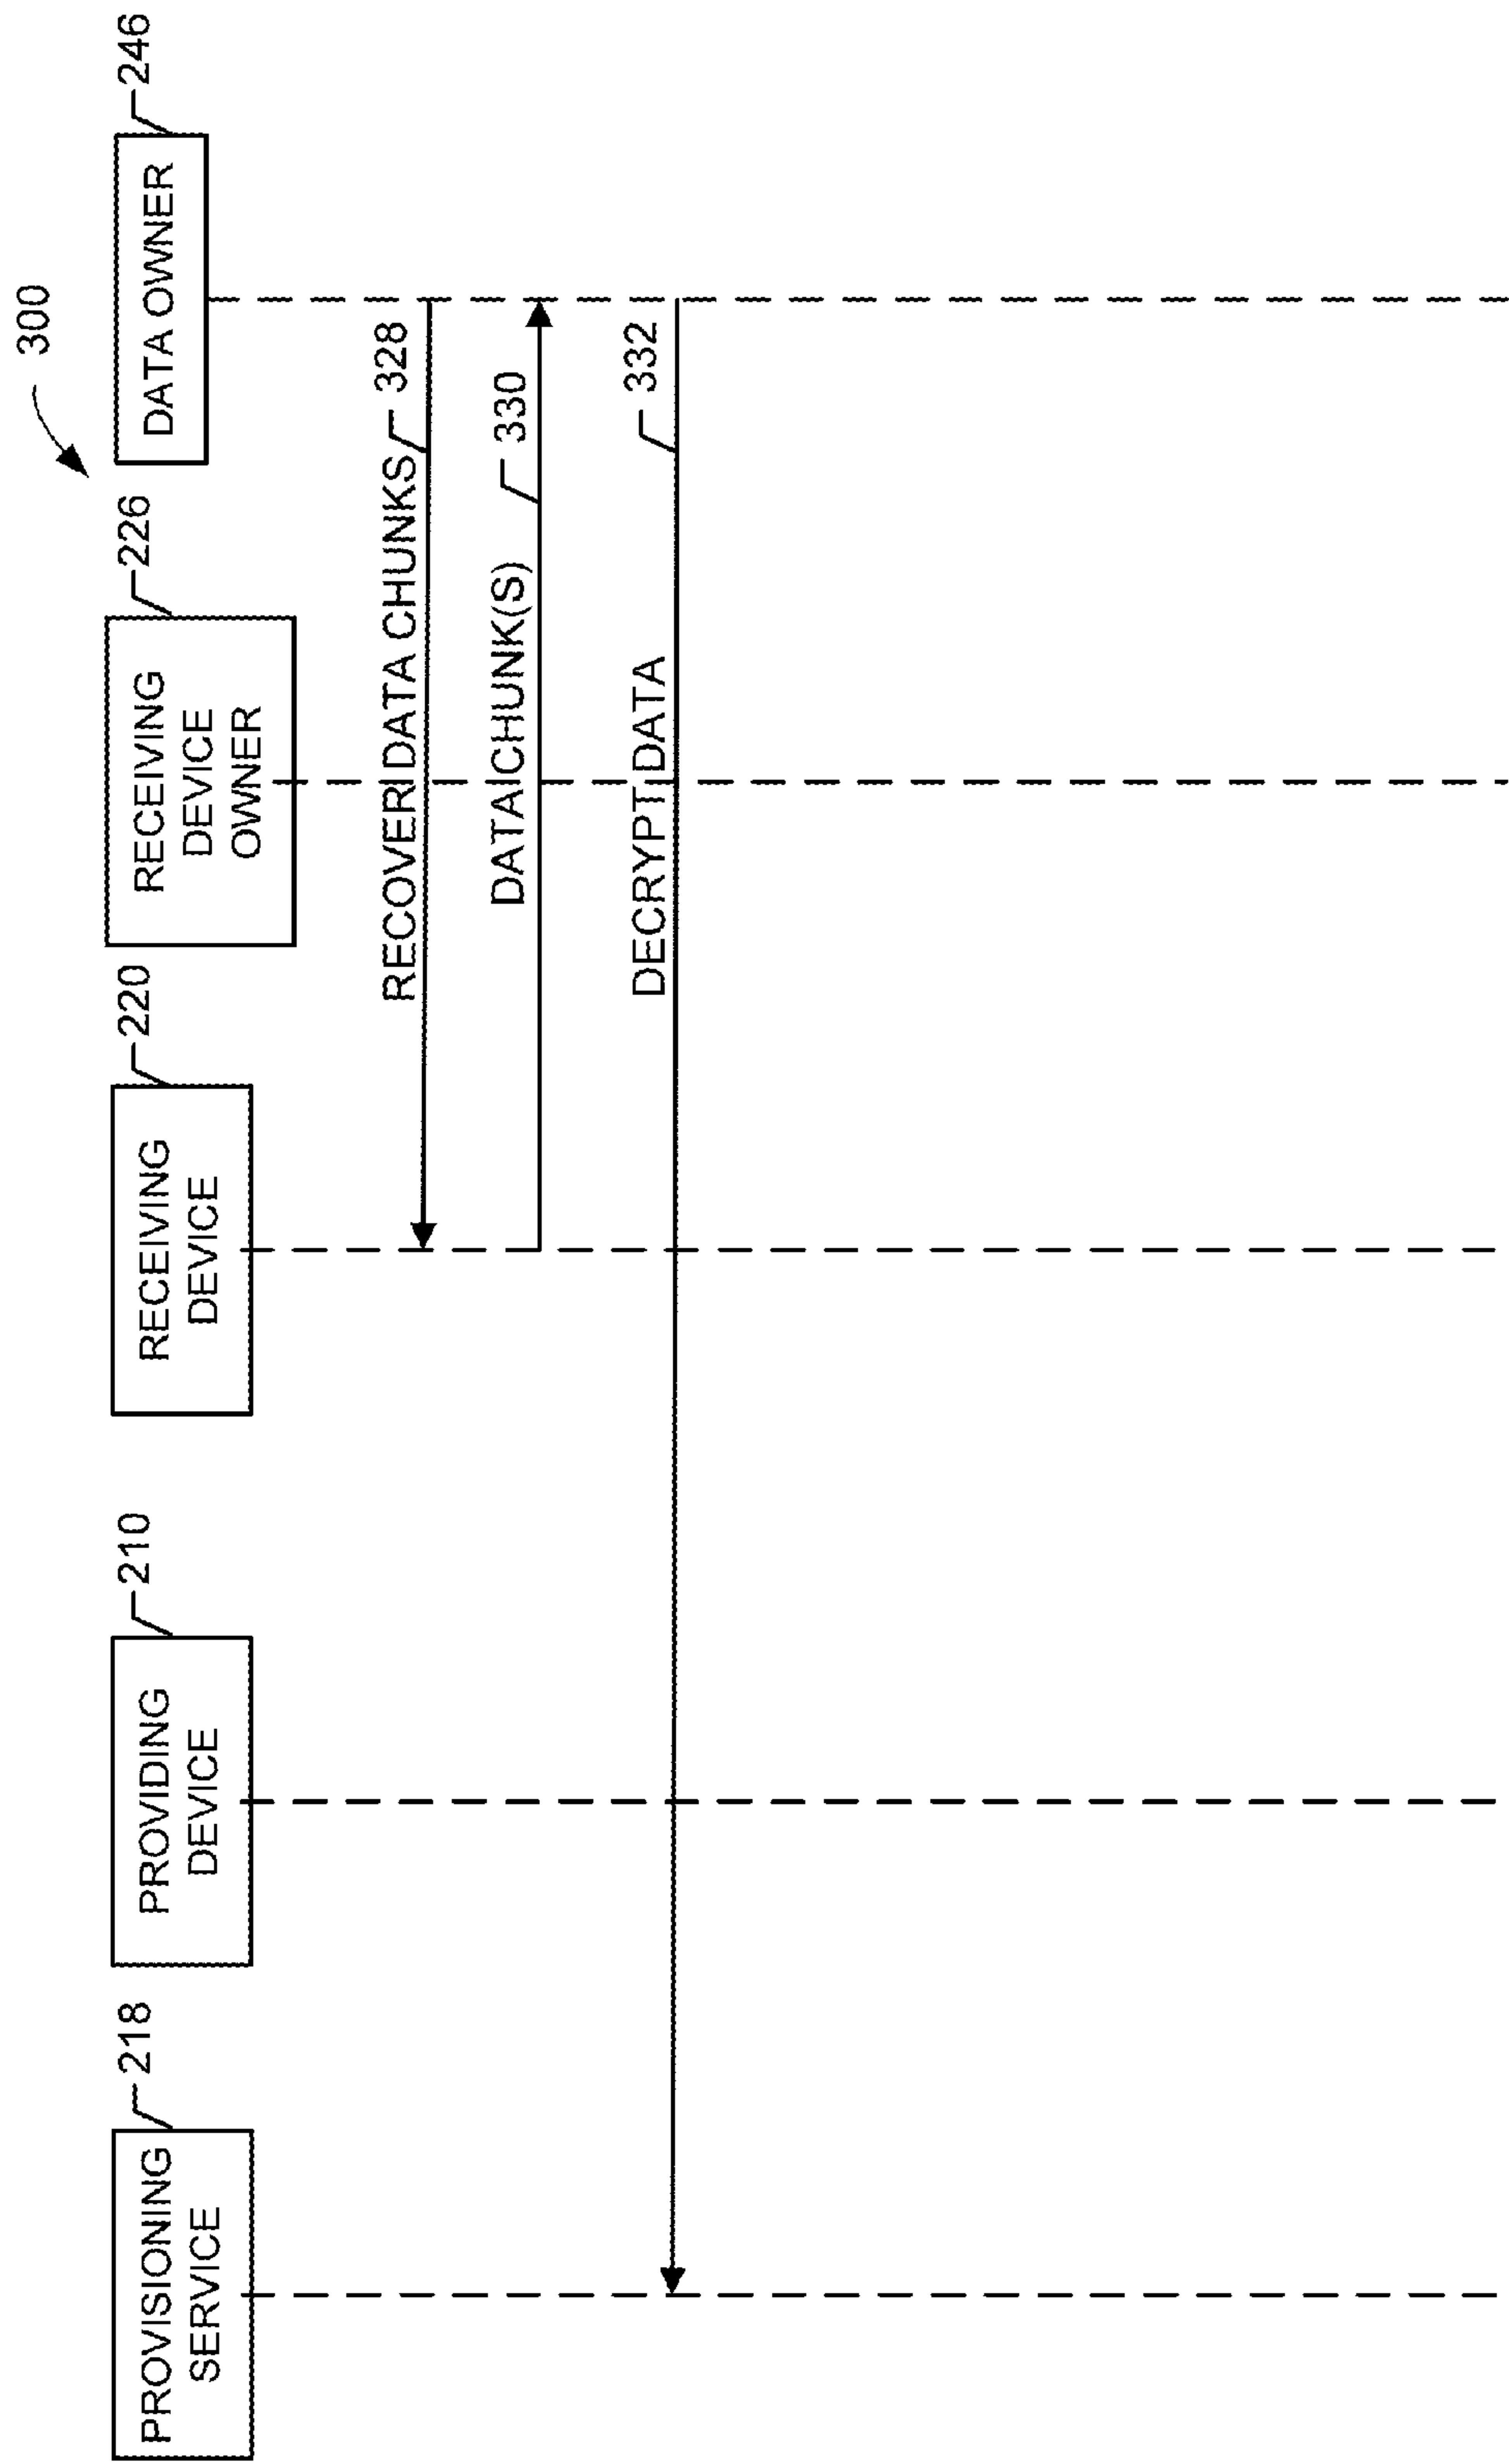 300
PROVISIONING
SERVICE
218
PROVIDING
DEVICE
210
RECEIVING
DEVICE
220
RECEIVING
DEVICE
OWNER
226
DATA OWNER
246
RECOVER DATA CHUNKS
328
DATA CHUNK(S)
330
DECRYPT DATA
332